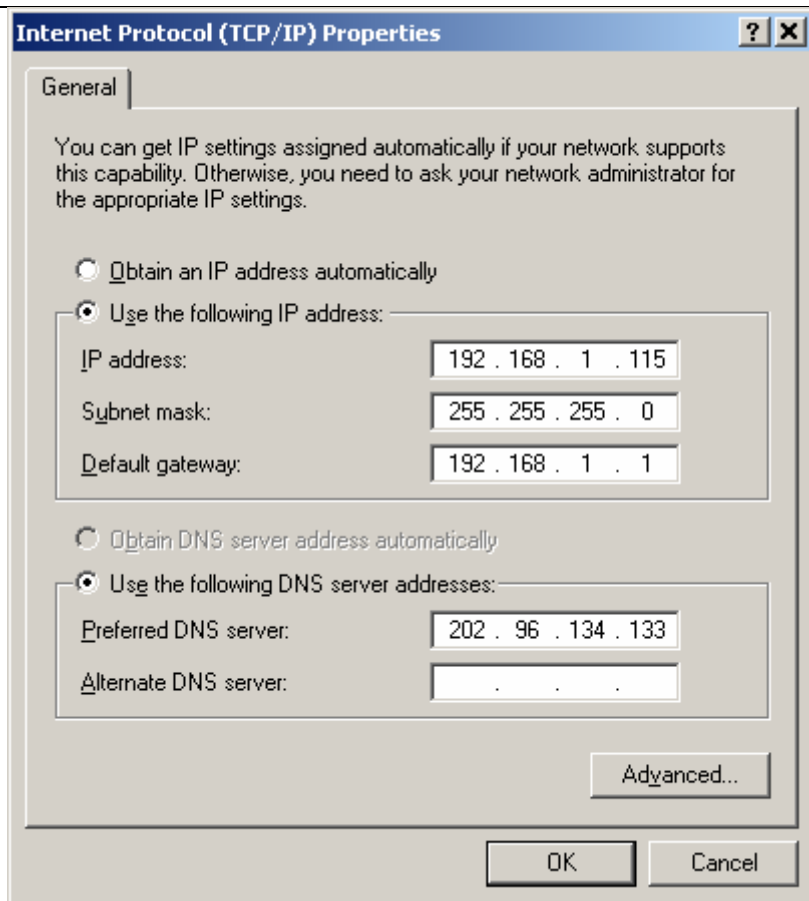 Internet Protocol (TCP/IP) Properties
General
You can get IP settings assigned automatically if your network supports
this capability. Otherwise, you need to ask your network administrator for
the appropriate IP settings.
Obtain an IP address automatically
Use the following IP address:
IP address: 192 . 168 . 1 . 115
Subnet mask: 255 . 255 . 255 . 0
Default gateway: 192 . 168 . 1 . 1
Obtain DNS server address automatically
Use the following DNS server addresses:
Preferred DNS server: 202 . 96 . 134 . 133
Alternate DNS server: . . .
Advanced...
OK Cancel